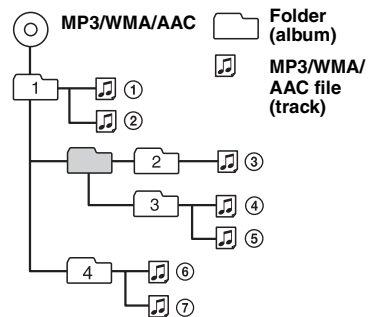 MP3/WMA/AAC
Folder
(album)
MP3/WMA/
AAC file
(track)
1
①
②
2
③
3
④
⑤
4
⑥
⑦